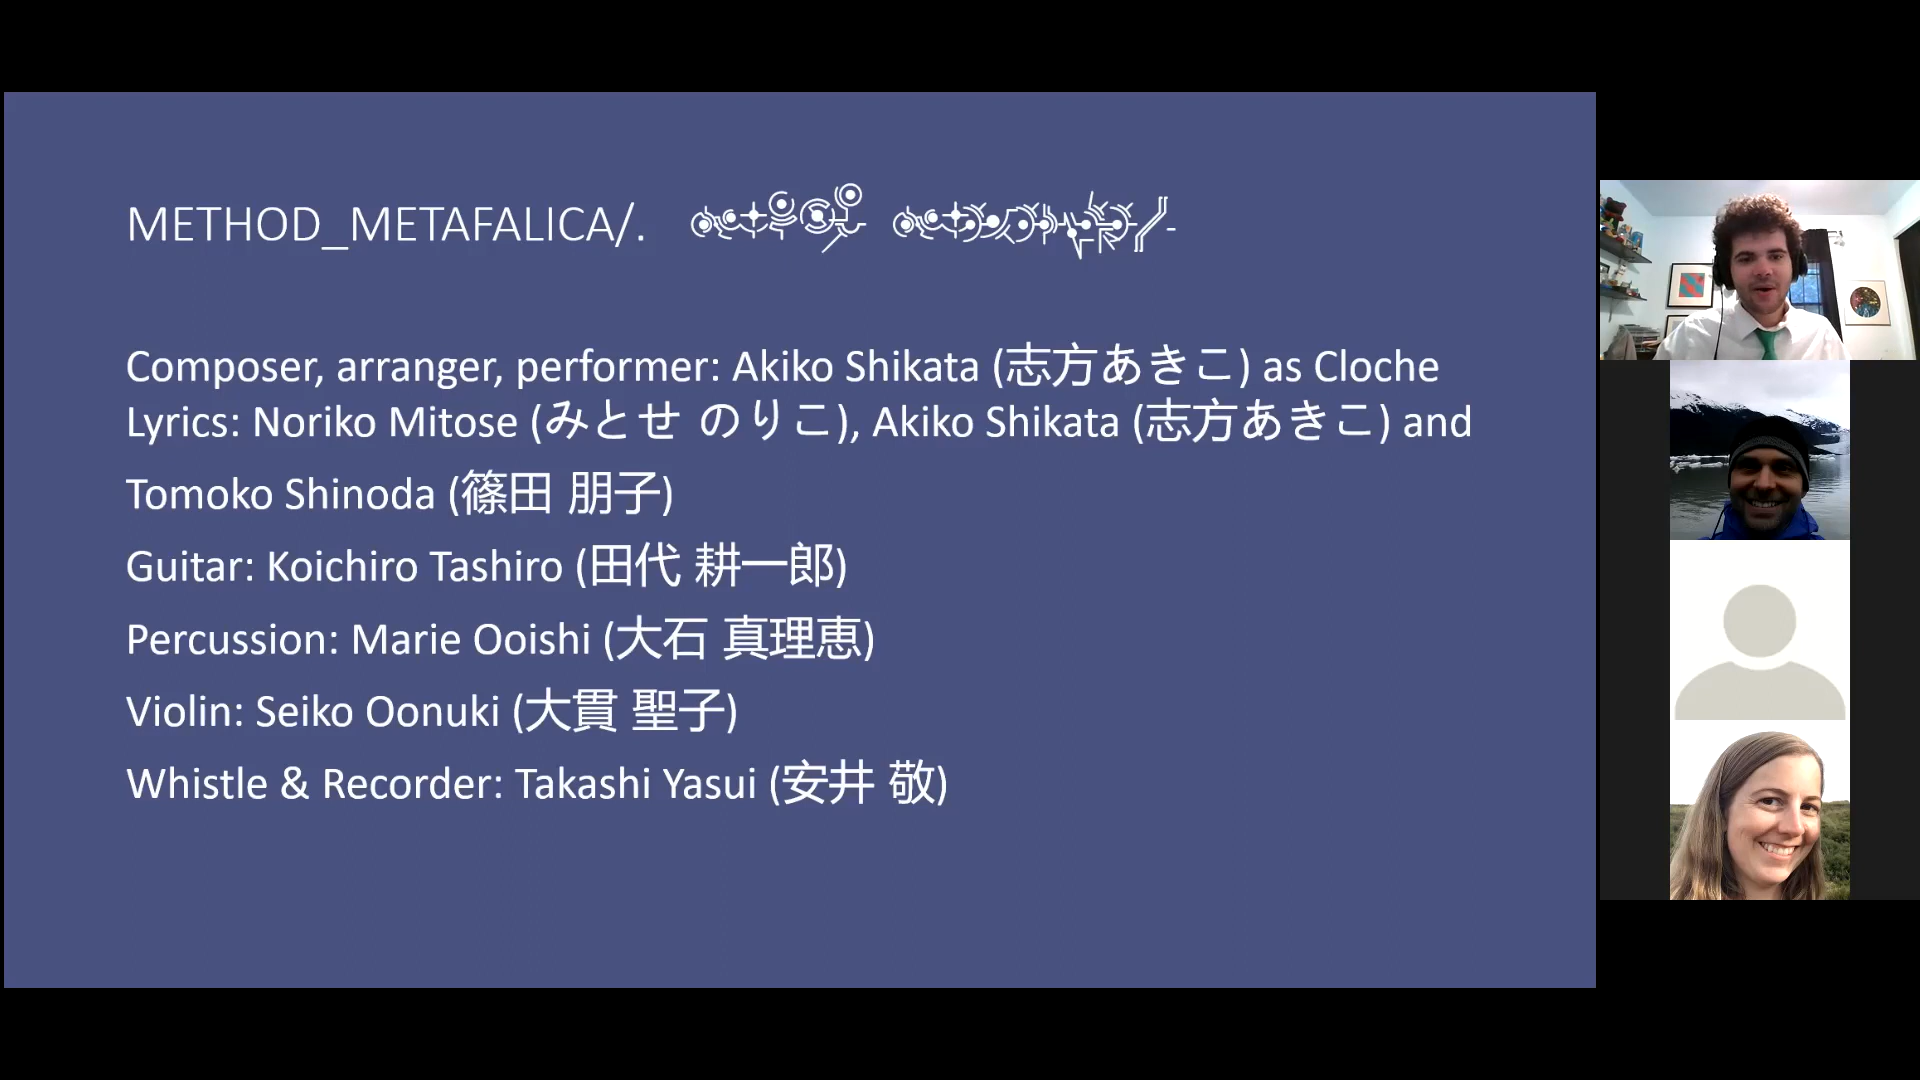 METHOD_METAFALICA/.
Composer, arranger, performer: Akiko Shikata (志方あきこ) as Cloche
Lyrics: Noriko Mitose (みとせ のりこ), Akiko Shikata (志方あきこ) and
Tomoko Shinoda (篠田 朋子)
Guitar: Koichiro Tashiro (田代 耕一郎)
Percussion: Marie Ooishi (大石 真理恵)
Violin: Seiko Oonuki (大貫 聖子)
Whistle & Recorder: Takashi Yasui (安井 敬)